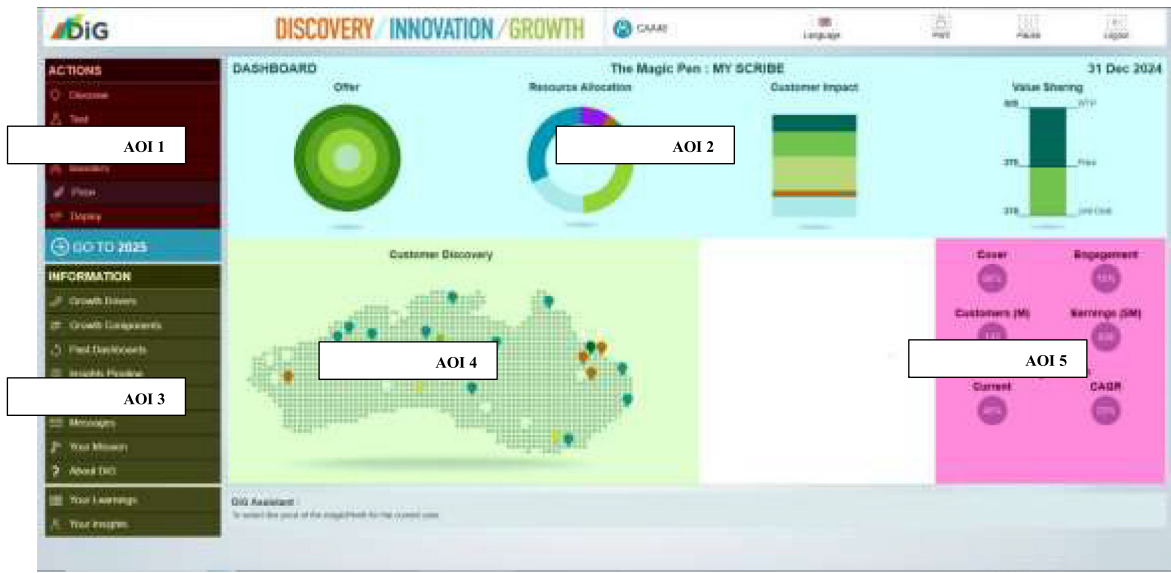 DiG
DISCOVERY/INNOVATION/GROWTH
Language
Print
Pause
Logout
ACTIONS
Discover
Test
AOI 1
Price
Deploy
GO TO 2025
INFORMATION
Growth Drivers
Growth Components
Past Dashboards
Insights Pipeline
AOI 3
Messages
Your Mission
About DiG
Your Learnings
Your Insights
DASHBOARD
The Magic Pen : MY SCRIBE
31 Dec 2024
Offer
Resource Allocation
AOI 2
Customer Impact
Value Sharing
WTP
Price
Unit Cost
Customer Discovery
AOI 4
Cover
Engagement
Customers (M)
Earnings ($M)
AOI 5
Current
CAGR
DiG Assistant :